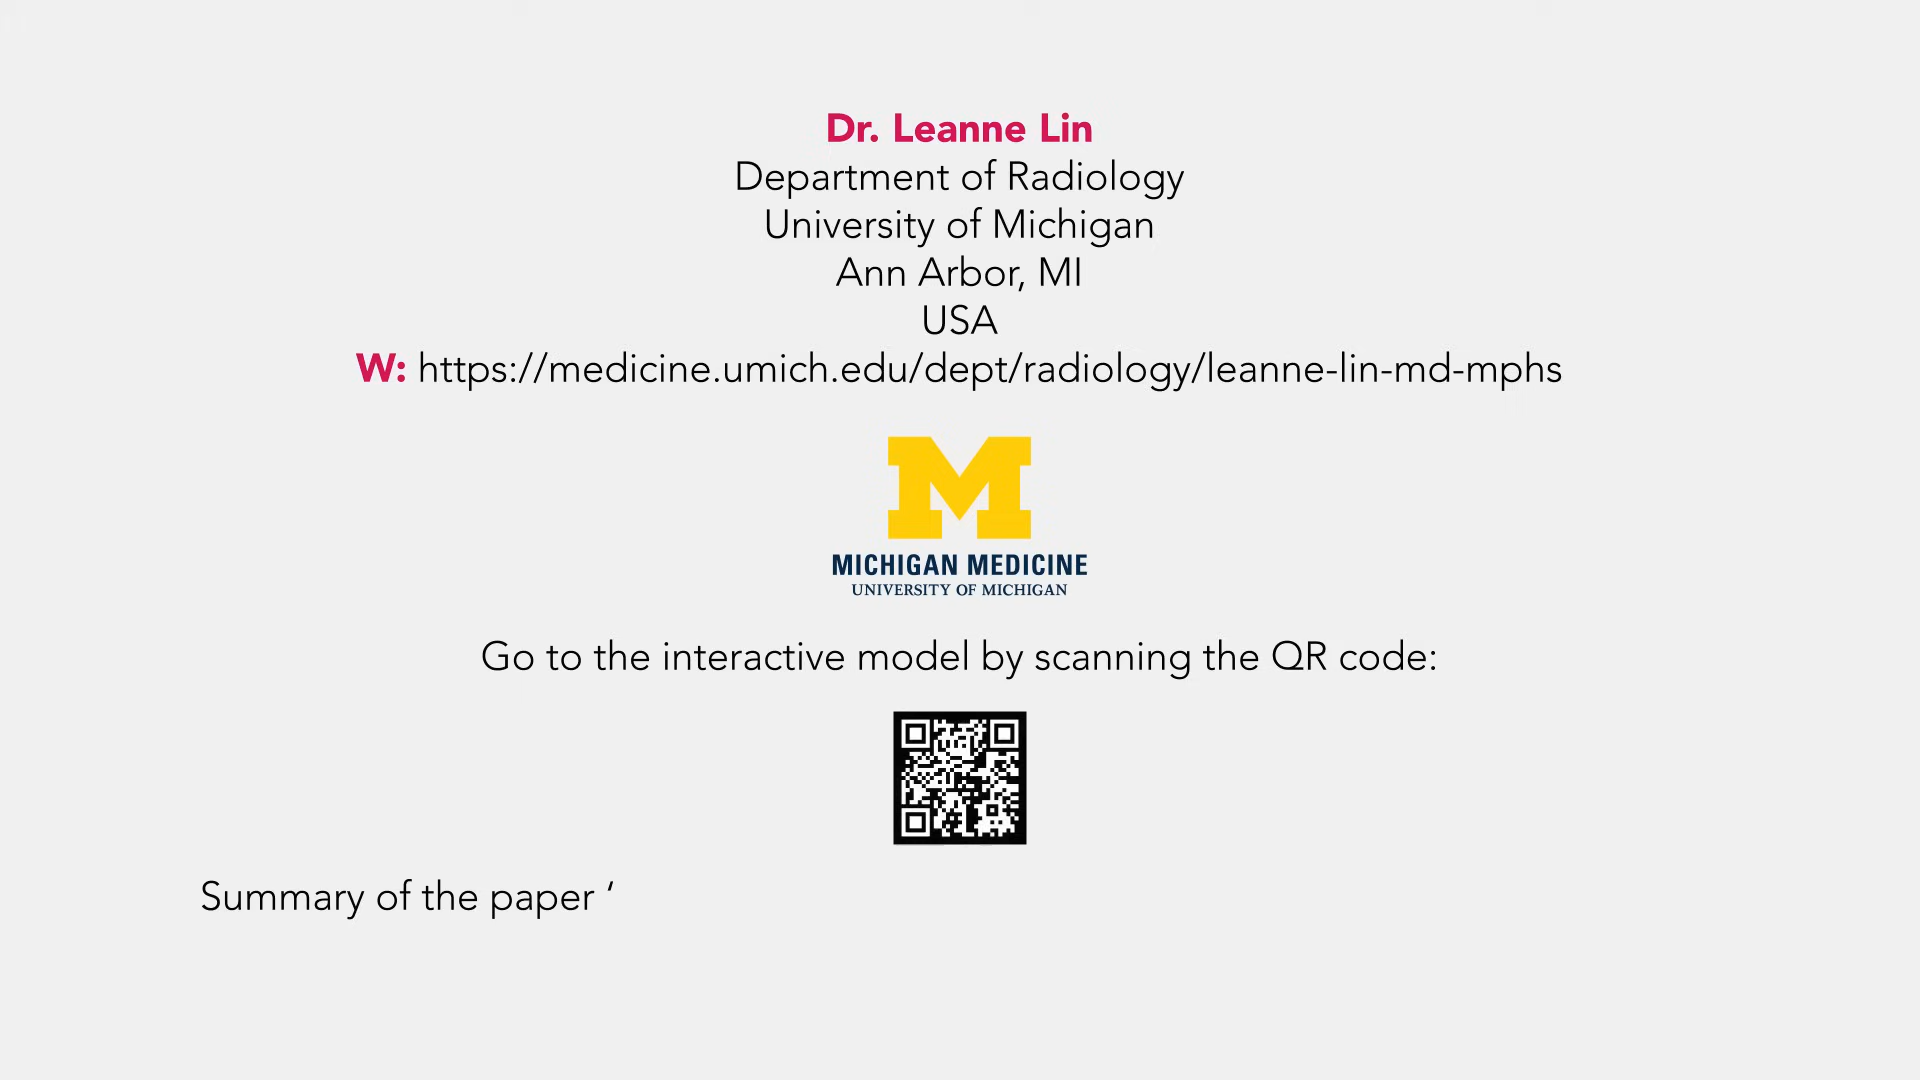 Dr. Leanne Lin
Department of Radiology
University of Michigan
Ann Arbor, MI
USA
W: https://medicine.umich.edu/dept/radiology/leanne-lin-md-mphs
M
MICHIGAN MEDICINE
UNIVERSITY OF MICHIGAN
Go to the interactive model by scanning the QR code:
Summary of the paper ‘